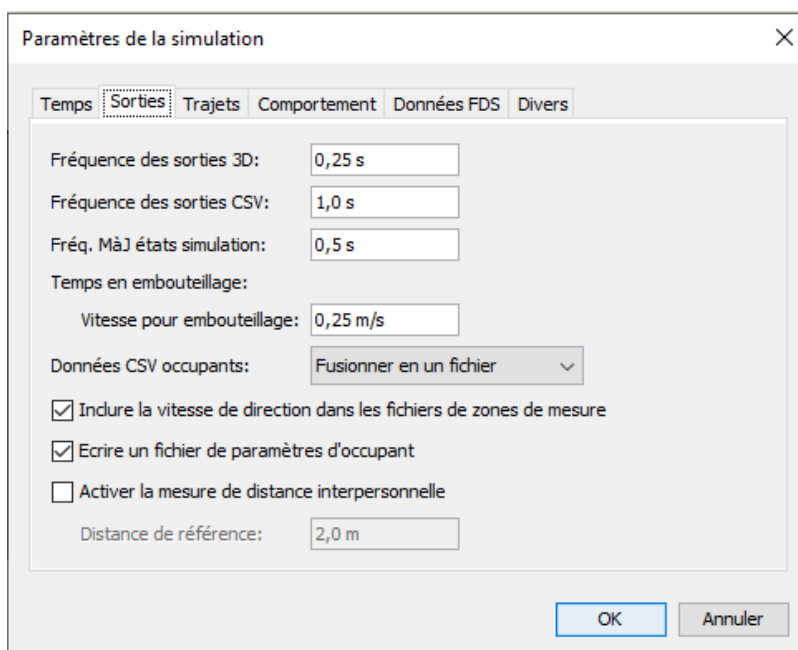 Paramètres de la simulation
Temps Sorties Trajets Comportement Données FDS Divers
Fréquence des sorties 3D: 0,25 s
Fréquence des sorties CSV: 1,0 s
Fréq. MàJ états simulation: 0,5 s
Temps en embouteillage:
Vitesse pour embouteillage: 0,25 m/s
Données CSV occupants: Fusionner en un fichier
Inclure la vitesse de direction dans les fichiers de zones de mesure
Ecrire un fichier de paramètres d'occupant
Activer la mesure de distance interpersonnelle
Distance de référence: 2,0 m
OK Annuler